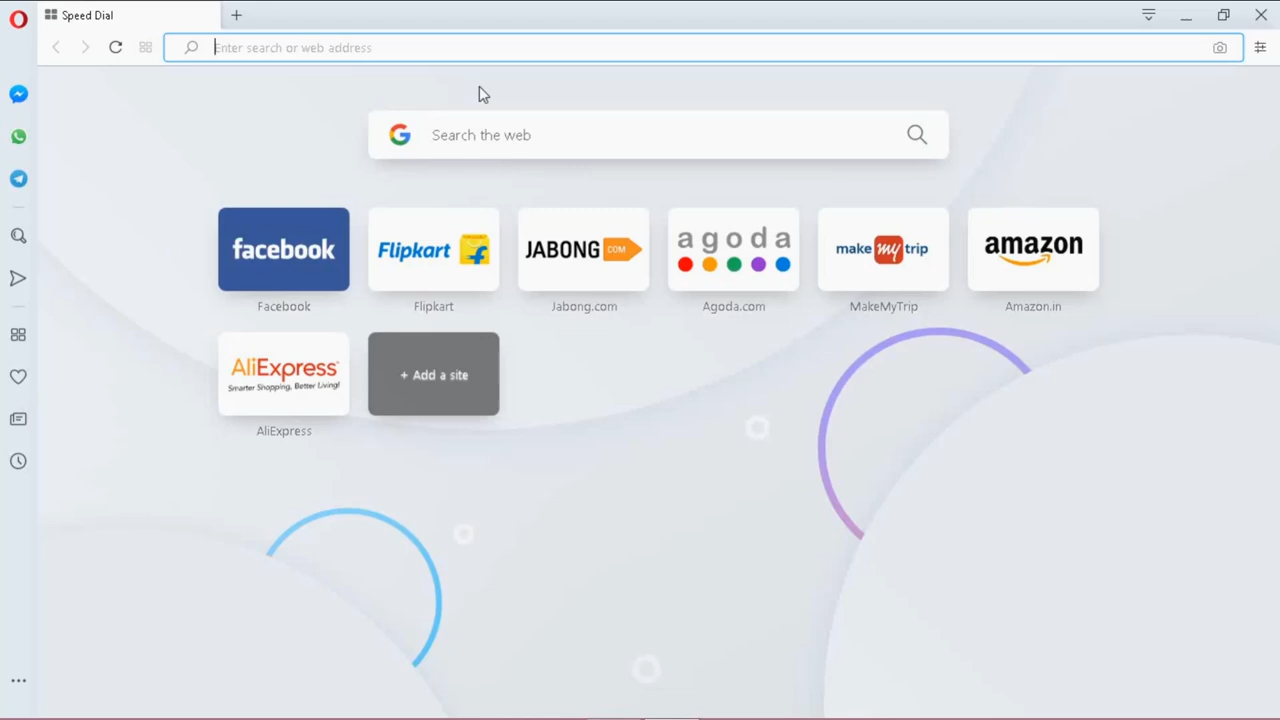 Speed Dial
Enter search or web address
Search the web
facebook
Flipkart
JABONG COM
agoda
make my trip
amazon
Facebook
Flipkart
Jabong.com
Agoda.com
MakeMyTrip
Amazon.in
AliExpress
Smarter Shopping, Better Living!
+ Add a site
AliExpress